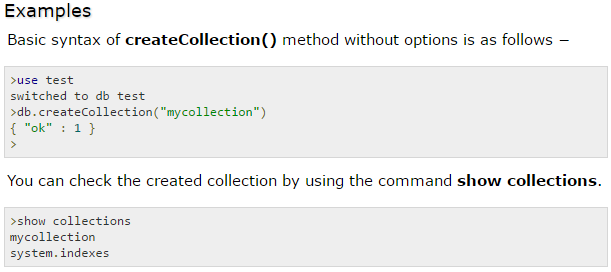 Examples
Basic syntax of createCollection() method without options is as follows −
>use test
switched to db test
>db.createCollection("mycollection")
{ "ok" : 1 }
>
You can check the created collection by using the command show collections.
>show collections
mycollection
system.indexes